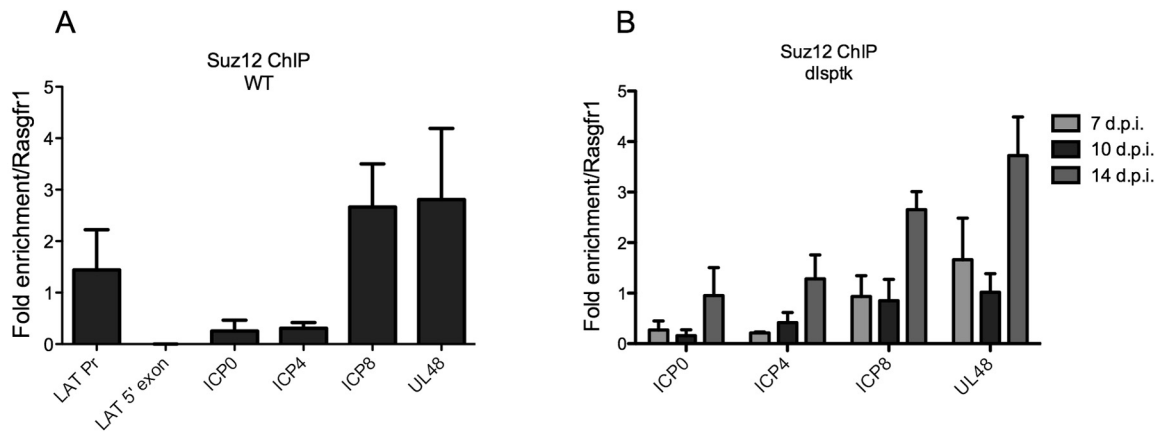 A
Suz12 ChIP
WT
Fold enrichment/Rasgfr1
5
4
3
2
1
0
LAT Pr
LAT 5' exon
ICP0
ICP4
ICP8
UL48
B
Suz12 ChIP
dlsptk
Fold enrichment/Rasgfr1
5
4
3
2
1
0
ICP0
ICP4
ICP8
UL48
7 d.p.i.
10 d.p.i.
14 d.p.i.